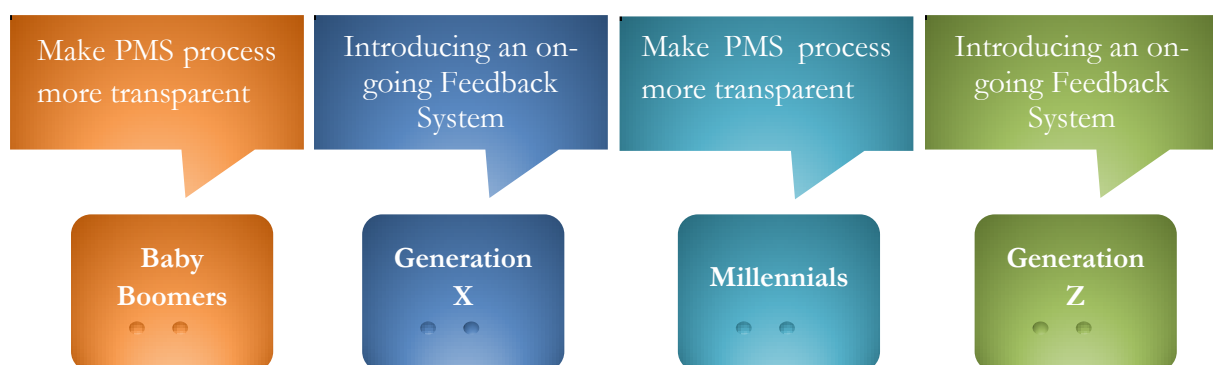 Make PMS process
more transparent
Introducing an on-
going Feedback
System
Make PMS process
more transparent
Introducing an on-
going Feedback
System
Baby
Boomers
Generation
X
Millennials
Generation
Z